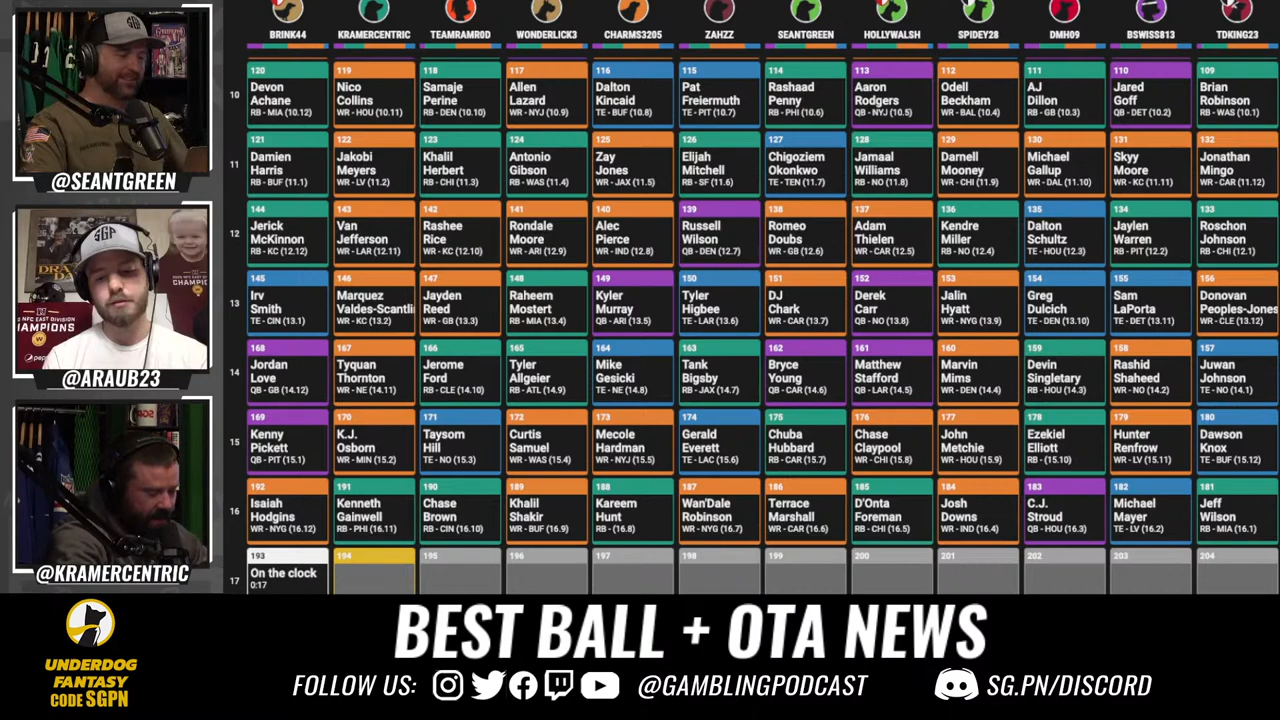 BRINK44 KRAMERCENTRIC TEAMRAMR0D WONDERLICK3 CHARMS3205 ZAHZZ SEANTGREEN HOLLYWALSH SPIDEY28 DMH09 BSWISS813 TDKING23
120 119 118 117 116 115 114 113 112 111 110 109
10
Devon Achane Nico Collins Samaje Perine Allen Lazard Dalton Kincaid Pat Freiermuth Rashaad Penny Aaron Rodgers Odell Beckham AJ Dillon Jared Goff Brian Robinson
RB - MIA (10.12) WR - HOU (10.11) RB - DEN (10.10) WR - NYJ (10.9) TE - BUF (10.8) TE - PIT (10.7) RB - PHI (10.6) QB - NYJ (10.5) WR - BAL (10.4) RB - GB (10.3) QB - DET (10.2) RB - WAS (10.1)
121 122 123 124 125 126 127 128 129 130 131 132
11
Damien Harris Jakobi Meyers Khalil Herbert Antonio Gibson Zay Jones Elijah Mitchell Chigoziem Okonkwo Jamaal Williams Darnell Mooney Michael Gallup Skyy Moore Jonathan Mingo
RB - BUF (11.1) WR - LV (11.2) RB - CHI (11.3) RB - WAS (11.4) WR - JAX (11.5) RB - SF (11.6) TE - TEN (11.7) RB - NO (11.8) WR - CHI (11.9) WR - DAL (11.10) WR - KC (11.11) WR - CAR (11.12)
144 143 142 141 140 139 138 137 136 135 134 133
12
Jerick McKinnon Van Jefferson Rashee Rice Rondale Moore Alec Pierce Russell Wilson Romeo Doubs Adam Thielen Kendre Miller Dalton Schultz Jaylen Warren Roschon Johnson
RB - KC (12.12) WR - LAR (12.11) WR - KC (12.10) WR - ARI (12.9) WR - IND (12.8) QB - DEN (12.7) WR - GB (12.6) WR - CAR (12.5) RB - NO (12.4) TE - HOU (12.3) RB - PIT (12.2) RB - CHI (12.1)
145 146 147 148 149 150 151 152 153 154 155 156
13
Irv Smith Marquez Valdes-Scantli Jayden Reed Raheem Mostert Kyler Murray Tyler Higbee DJ Chark Derek Carr Jalin Hyatt Greg Dulcich Sam LaPorta Donovan Peoples-Jones
TE - CIN (13.1) WR - KC (13.2) WR - GB (13.3) RB - MIA (13.4) QB - ARI (13.5) TE - LAR (13.6) WR - CAR (13.7) QB - NO (13.8) WR - NYG (13.9) TE - DEN (13.10) TE - DET (13.11) WR - CLE (13.12)
168 167 166 165 164 163 162 161 160 159 158 157
14
Jordan Love Tyquan Thornton Jerome Ford Tyler Allgeier Mike Gesicki Tank Bigsby Bryce Young Matthew Stafford Marvin Mims Devin Singletary Rashid Shaheed Juwan Johnson
QB - GB (14.12) WR - NE (14.11) RB - CLE (14.10) RB - ATL (14.9) TE - NE (14.8) RB - JAX (14.7) QB - CAR (14.6) QB - LAR (14.5) WR - DEN (14.4) RB - HOU (14.3) WR - NO (14.2) TE - NO (14.1)
169 170 171 172 173 174 175 176 177 178 179 180
15
Kenny Pickett K.J. Osborn Taysom Hill Curtis Samuel Mecole Hardman Gerald Everett Chuba Hubbard Chase Claypool John Metchie Ezekiel Elliott Hunter Renfrow Dawson Knox
QB - PIT (15.1) WR - MIN (15.2) TE - NO (15.3) WR - WAS (15.4) WR - NYJ (15.5) TE - LAC (15.6) RB - CAR (15.7) WR - CHI (15.8) WR - HOU (15.9) RB - (15.10) WR - LV (15.11) TE - BUF (15.12)
192 191 190 189 188 187 186 185 184 183 182 181
16
Isaiah Hodgins Kenneth Gainwell Chase Brown Khalil Shakir Kareem Hunt Wan'Dale Robinson Terrace Marshall D'Onta Foreman Josh Downs C.J. Stroud Michael Mayer Jeff Wilson
WR - NYG (16.12) RB - PHI (16.11) RB - CIN (16.10) WR - BUF (16.9) RB - (16.8) WR - NYG (16.7) WR - CAR (16.6) RB - CHI (16.5) WR - IND (16.4) QB - HOU (16.3) TE - LV (16.2) RB - MIA (16.1)
193 194 195 196 197 198 199 200 201 202 203 204
17
On the clock
0:17
SGP
@SEANTGREEN
SGP
NFC EAST DIVISION
CHAMPIONS
pepsi
@ARAUB23
@KRAMERCENTRIC
UNDERDOG
FANTASY
CODE SGPN
BEST BALL + OTA NEWS
FOLLOW US: @GAMBLINGPODCAST SG.PN/DISCORD